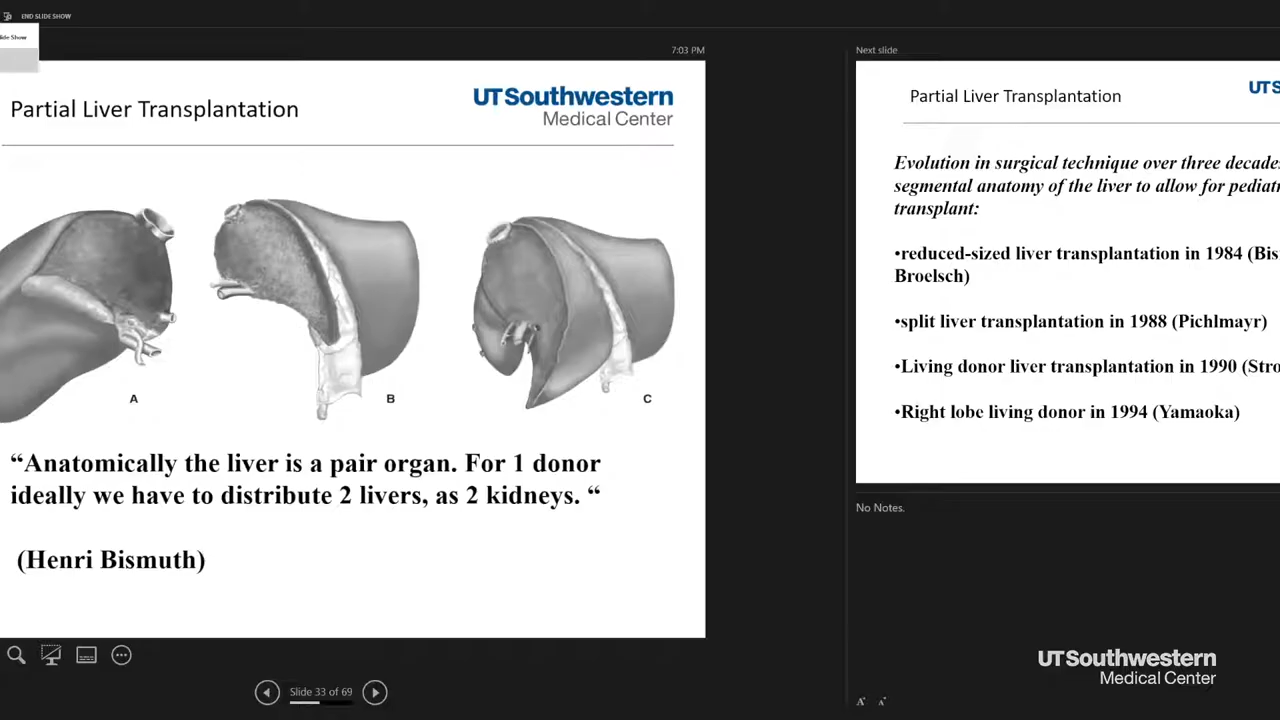 END SLIDE SHOW
Show
7:03 PM
Next slide
Partial Liver Transplantation
UTSouthwestern
Medical Center
A
B
C
“Anatomically the liver is a pair organ. For 1 donor
ideally we have to distribute 2 livers, as 2 kidneys. “
(Henri Bismuth)
Slide 33 of 69
Partial Liver Transplantation
UTS
Evolution in surgical technique over three
segmental anatomy of the liver to allow for
transplant:
•reduced-sized liver transplantation in 1984
Broelsch)
•split liver transplantation in 1988 (Pichlmayr)
•Living donor liver transplantation in 1990
•Right lobe living donor in 1994 (Yamaoka)
No Notes.
UTSouthwestern
Medical Center
A
A